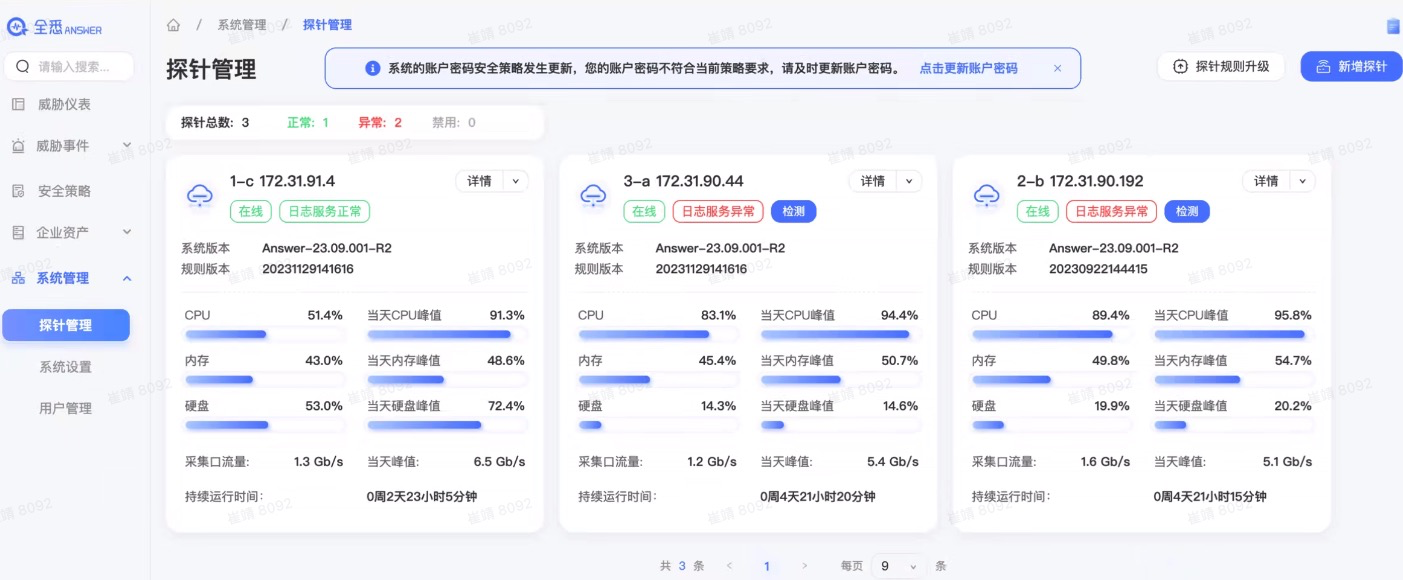 全悉ANSWER
请输入搜索...
威胁仪表
威胁事件
安全策略
企业资产
系统管理
探针管理
系统设置
用户管理
/ 系统管理 / 探针管理
探针管理
系统的账户密码安全策略发生更新，您的账户密码不符合当前策略要求，请及时更新账户密码。 点击更新账户密码 ×
探针规则升级
新增探针
探针总数: 3 正常: 1 异常: 2 禁用: 0
1-c 172.31.91.4 详情
在线 日志服务正常
系统版本 Answer-23.09.001-R2
规则版本 20231129141616
CPU 51.4% 当天CPU峰值 91.3%
内存 43.0% 当天内存峰值 48.6%
硬盘 53.0% 当天硬盘峰值 72.4%
采集口流量: 1.3 Gb/s 当天峰值: 6.5 Gb/s
持续运行时间: 0周2天23小时5分钟
3-a 172.31.90.44 详情
在线 日志服务异常 检测
系统版本 Answer-23.09.001-R2
规则版本 20231129141616
CPU 83.1% 当天CPU峰值 94.4%
内存 45.4% 当天内存峰值 50.7%
硬盘 14.3% 当天硬盘峰值 14.6%
采集口流量: 1.2 Gb/s 当天峰值: 5.4 Gb/s
持续运行时间: 0周4天21小时20分钟
2-b 172.31.90.192 详情
在线 日志服务异常 检测
系统版本 Answer-23.09.001-R2
规则版本 20230922144415
CPU 89.4% 当天CPU峰值 95.8%
内存 49.8% 当天内存峰值 54.7%
硬盘 19.9% 当天硬盘峰值 20.2%
采集口流量: 1.6 Gb/s 当天峰值: 5.1 Gb/s
持续运行时间: 0周4天21小时15分钟
共 3 条 < 1 > 每页 9 条
崔靖 8092